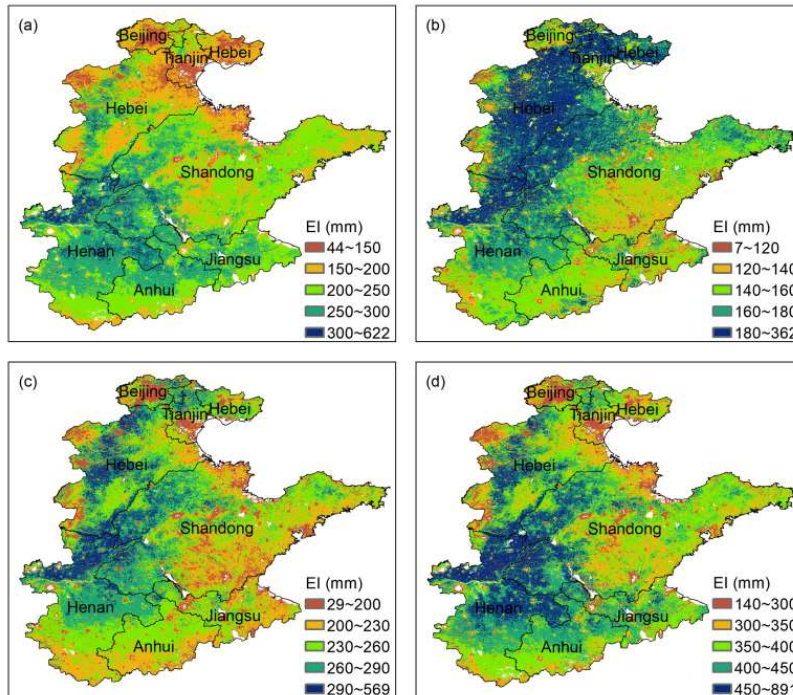 (a)
Beijing
Tianjin
Hebei
Hebei
Shandong
Henan
Jiangsu
Anhui
EI (mm)
44~150
150~200
200~250
250~300
300~622
(b)
Beijing
Tianjin
Hebei
Hebei
Shandong
Henan
Jiangsu
Anhui
EI (mm)
7~120
120~140
140~160
160~180
180~362
(c)
Beijing
Tianjin
Hebei
Hebei
Shandong
Henan
Jiangsu
Anhui
EI (mm)
29~200
200~230
230~260
260~290
290~569
(d)
Beijing
Tianjin
Hebei
Hebei
Shandong
Henan
Jiangsu
Anhui
EI (mm)
140~300
300~350
350~400
400~450
450~891